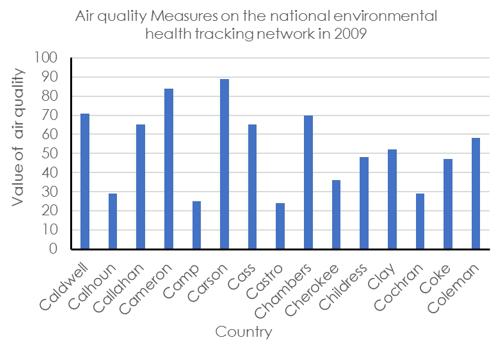 Air quality Measures on the national environmental
health tracking network in 2009
Value of air quality
100
90
80
70
60
50
40
30
20
10
0
Caldwell
Calhoun
Callahan
Cameron
Camp
Carson
Cass
Castro
Chambers
Cherokee
Childress
Clay
Cochran
Coke
Coleman
Country